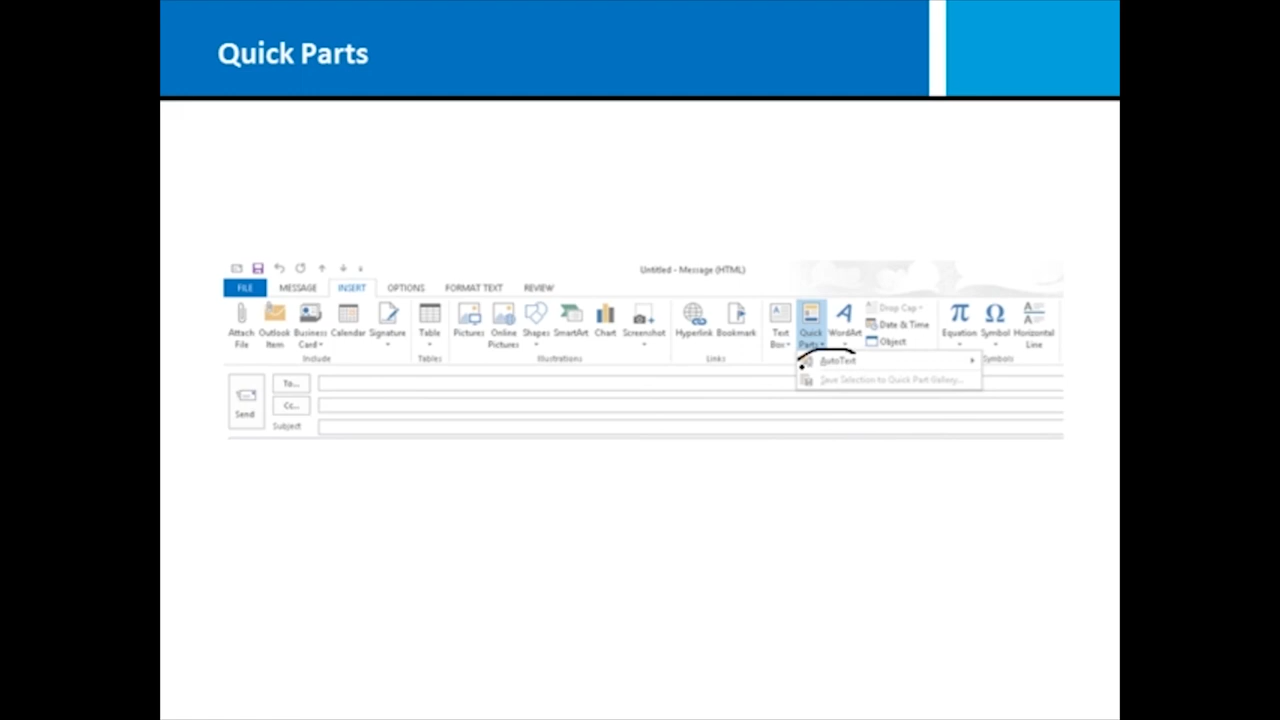 Quick Parts
Untitled - Message (HTML)
FILE MESSAGE INSERT OPTIONS FORMAT TEXT REVIEW
Attach File Outlook Item Business Card Calendar Signature Table Pictures Online Pictures Shapes SmartArt Chart Screenshot Hyperlink Bookmark Text Box Quick Parts WordArt Drop Cap Date & Time Object Equation Symbol Horizontal Line
Include Tables Illustrations Links Symbols
AutoText
Save Selection to Quick Part Gallery...
Send
To...
Cc...
Subject